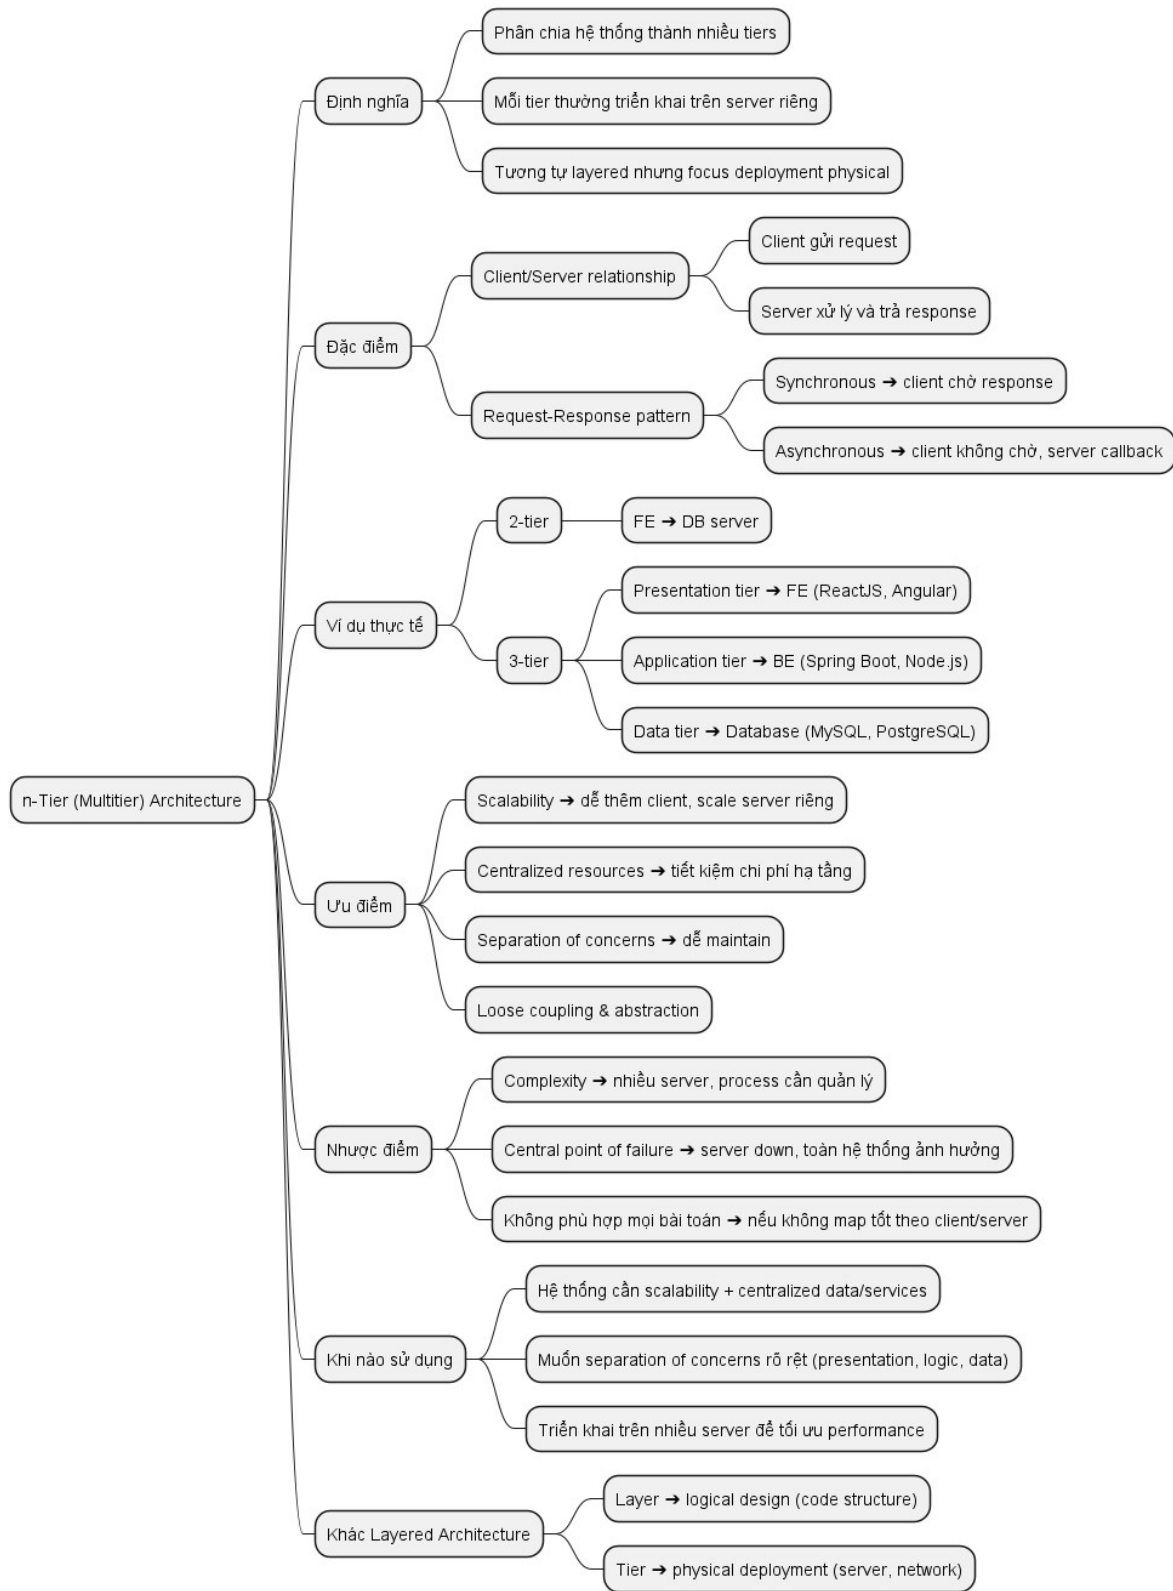 n-Tier (Multitier) Architecture
Định nghĩa
Phân chia hệ thống thành nhiều tiers
Mỗi tier thường triển khai trên server riêng
Tương tự layered nhưng focus deployment physical
Đặc điểm
Client/Server relationship
Client gửi request
Server xử lý và trả response
Request-Response pattern
Synchronous ➔ client chờ response
Asynchronous ➔ client không chờ, server callback
Ví dụ thực tế
2-tier
FE ➔ DB server
3-tier
Presentation tier ➔ FE (ReactJS, Angular)
Application tier ➔ BE (Spring Boot, Node.js)
Data tier ➔ Database (MySQL, PostgreSQL)
Ưu điểm
Scalability ➔ dễ thêm client, scale server riêng
Centralized resources ➔ tiết kiệm chi phí hạ tầng
Separation of concerns ➔ dễ maintain
Loose coupling & abstraction
Nhược điểm
Complexity ➔ nhiều server, process cần quản lý
Central point of failure ➔ server down, toàn hệ thống ảnh hưởng
Không phù hợp mọi bài toán ➔ nếu không map tốt theo client/server
Khi nào sử dụng
Hệ thống cần scalability + centralized data/services
Muốn separation of concerns rõ rệt (presentation, logic, data)
Triển khai trên nhiều server để tối ưu performance
Khác Layered Architecture
Layer ➔ logical design (code structure)
Tier ➔ physical deployment (server, network)